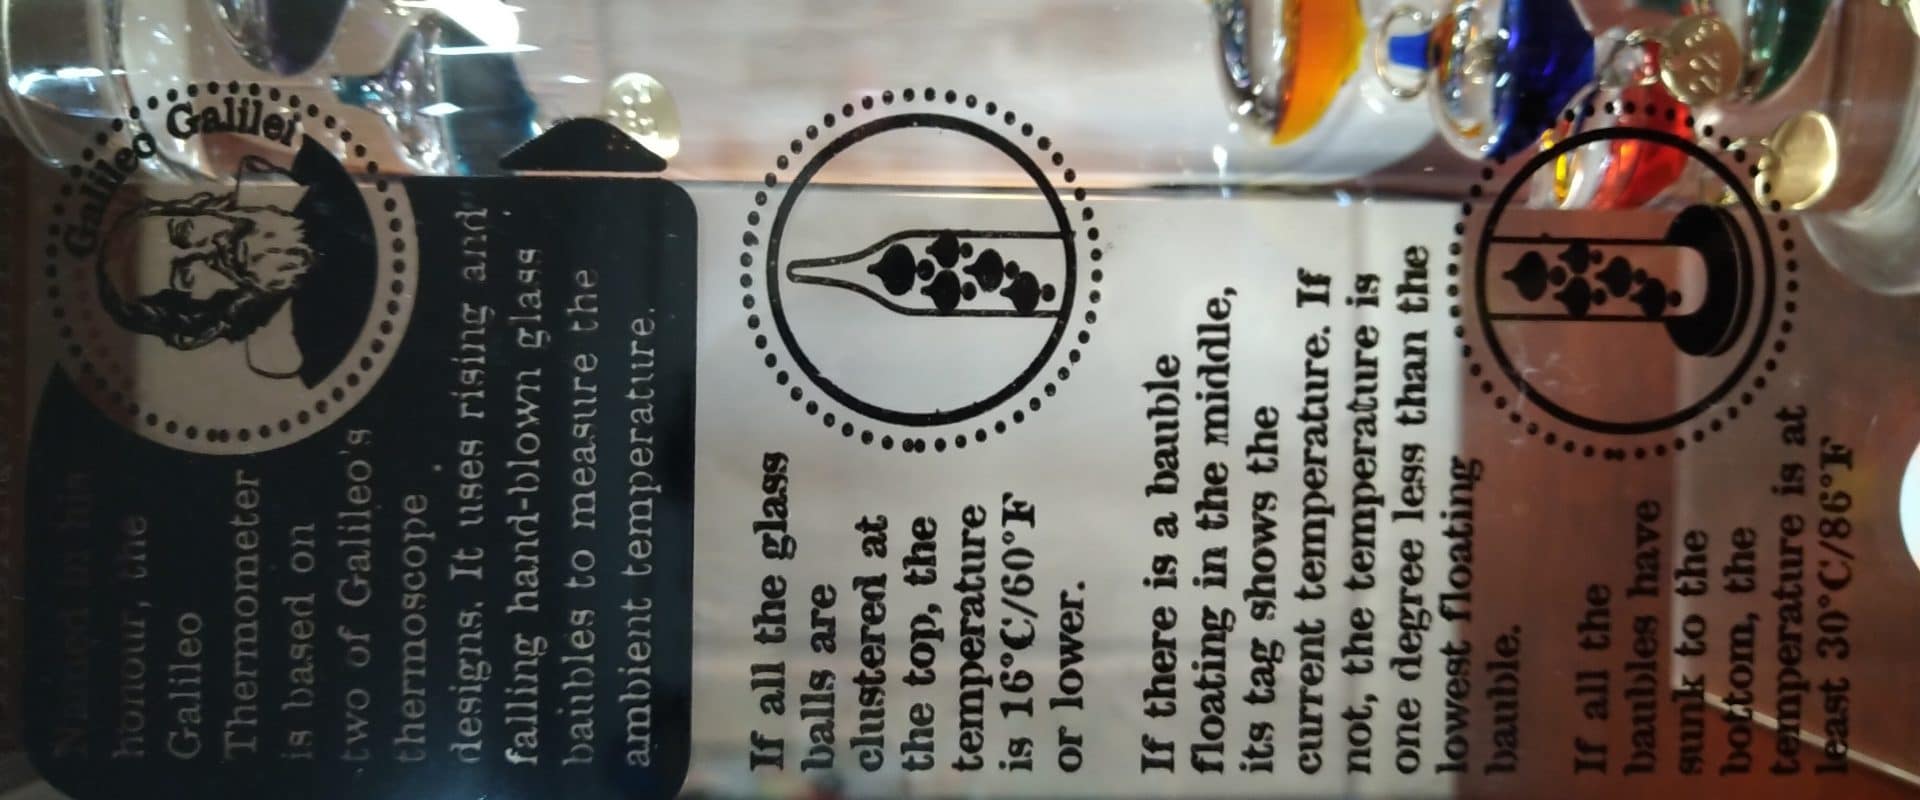 Galileo Galilei
Named in his
honour, the
Galileo
Thermometer
is based on
two of Galileo's
thermoscope
designs. It uses rising and
falling hand-blown glass
baubles to measure the
ambient temperature.
If all the glass
balls are
clustered at
the top, the
temperature
is 16°C/60°F
or lower.
If there is a bauble
floating in the middle,
its tag shows the
current temperature. If
not, the temperature is
one degree less than the
lowest floating
bauble.
If all the
baubles have
sunk to the
bottom, the
temperature is at
least 30°C/86°F